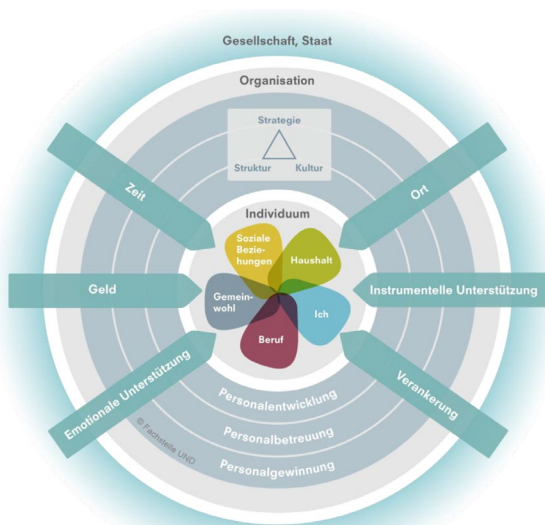 Gesellschaft, Staat
Organisation
Strategie
Struktur
Kultur
Zeit
Ort
Individuum
Soziale
Bezie-
hungen
Haushalt
Geld
Gemein-
wohl
Ich
Instrumentelle Unterstützung
Beruf
Emotionale Unterstützung
Verankerung
Personalentwicklung
Personalbetreuung
Personalgewinnung
© Fachstelle UND